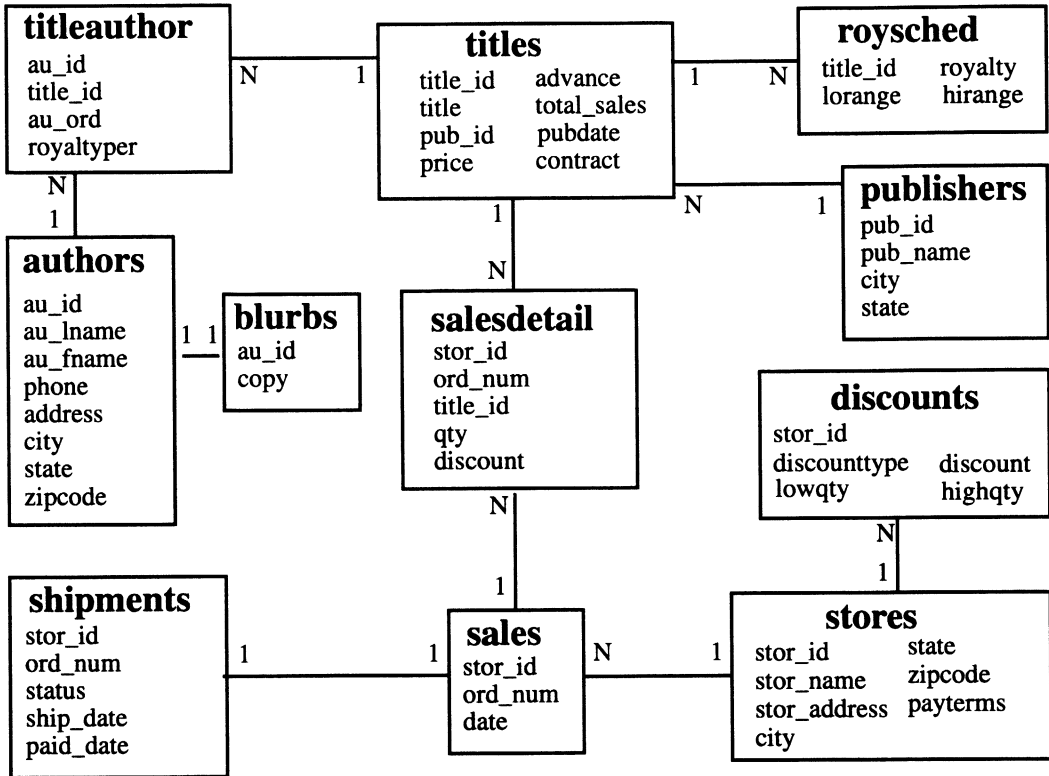 titleauthor
au_id
title_id
au_ord
royaltyper
N
1
titles
title_id advance
title total_sales
pub_id pubdate
price contract
1
N
roysched
title_id royalty
lorange hirange
N
1
publishers
pub_id
pub_name
city
state
N
1
authors
au_id
au_lname
au_fname
phone
address
city
state
zipcode
1 1
blurbs
au_id
copy
1
N
salesdetail
stor_id
ord_num
title_id
qty
discount
discounts
stor_id
discounttype discount
lowqty highqty
N
1
N
1
shipments
stor_id
ord_num
status
ship_date
paid_date
1
1
sales
stor_id
ord_num
date
N
1
stores
stor_id state
stor_name zipcode
stor_address payterms
city